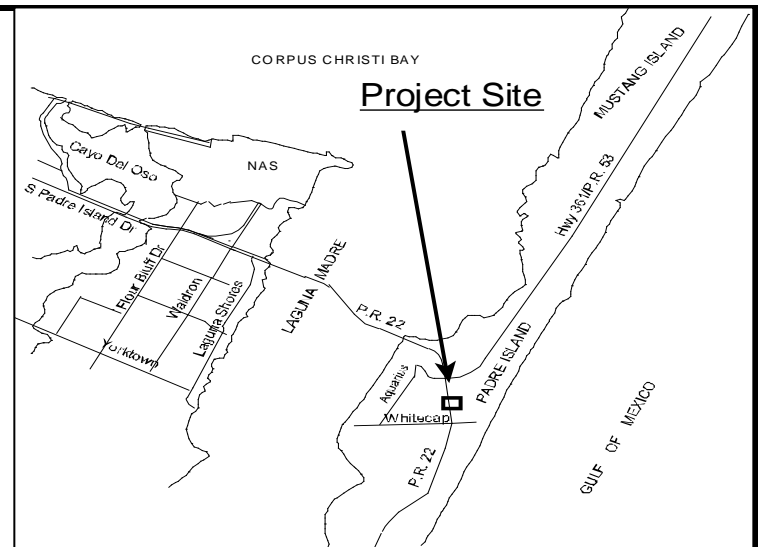 CORPUS CHRISTI BAY
Project Site
MUSTANG ISLAND
Cayo Del Oso
NAS
Hwy 361/P.R. 53
S Padre Island Dr
Flour Bluff Dr
Waldron
Laguna Shores
LAGUNA MADRE
P.R. 22
Yorktown
Aquarius
PADRE ISLAND
Whitecap
P.R. 22
GULF OF MEXICO